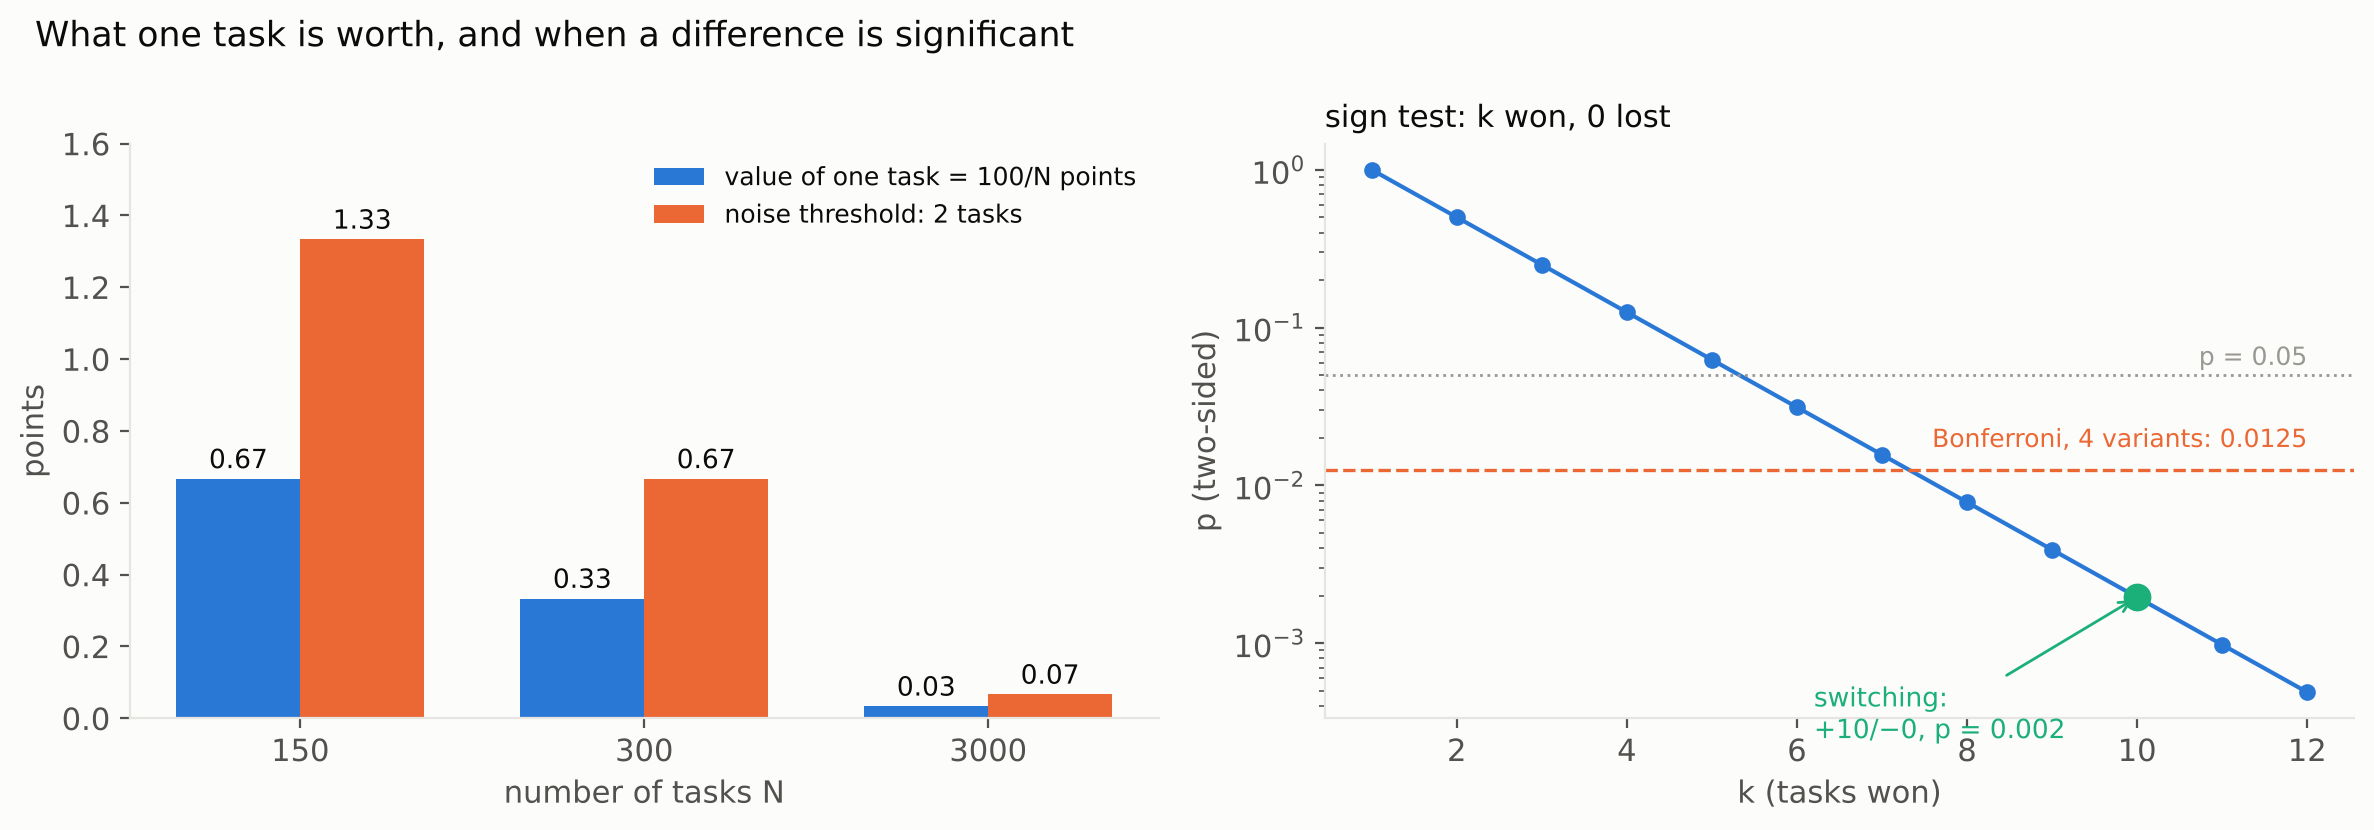 What one task is worth, and when a difference is significant
points
1.6
1.4
1.2
1.0
0.8
0.6
0.4
0.2
0.0
value of one task = 100/N points
noise threshold: 2 tasks
0.67
1.33
0.33
0.67
0.03
0.07
150
300
3000
number of tasks N
sign test: k won, 0 lost
p (two-sided)
10⁰
10⁻¹
10⁻²
10⁻³
p = 0.05
Bonferroni, 4 variants: 0.0125
switching:
+10/−0, p = 0.002
2
4
6
8
10
12
k (tasks won)